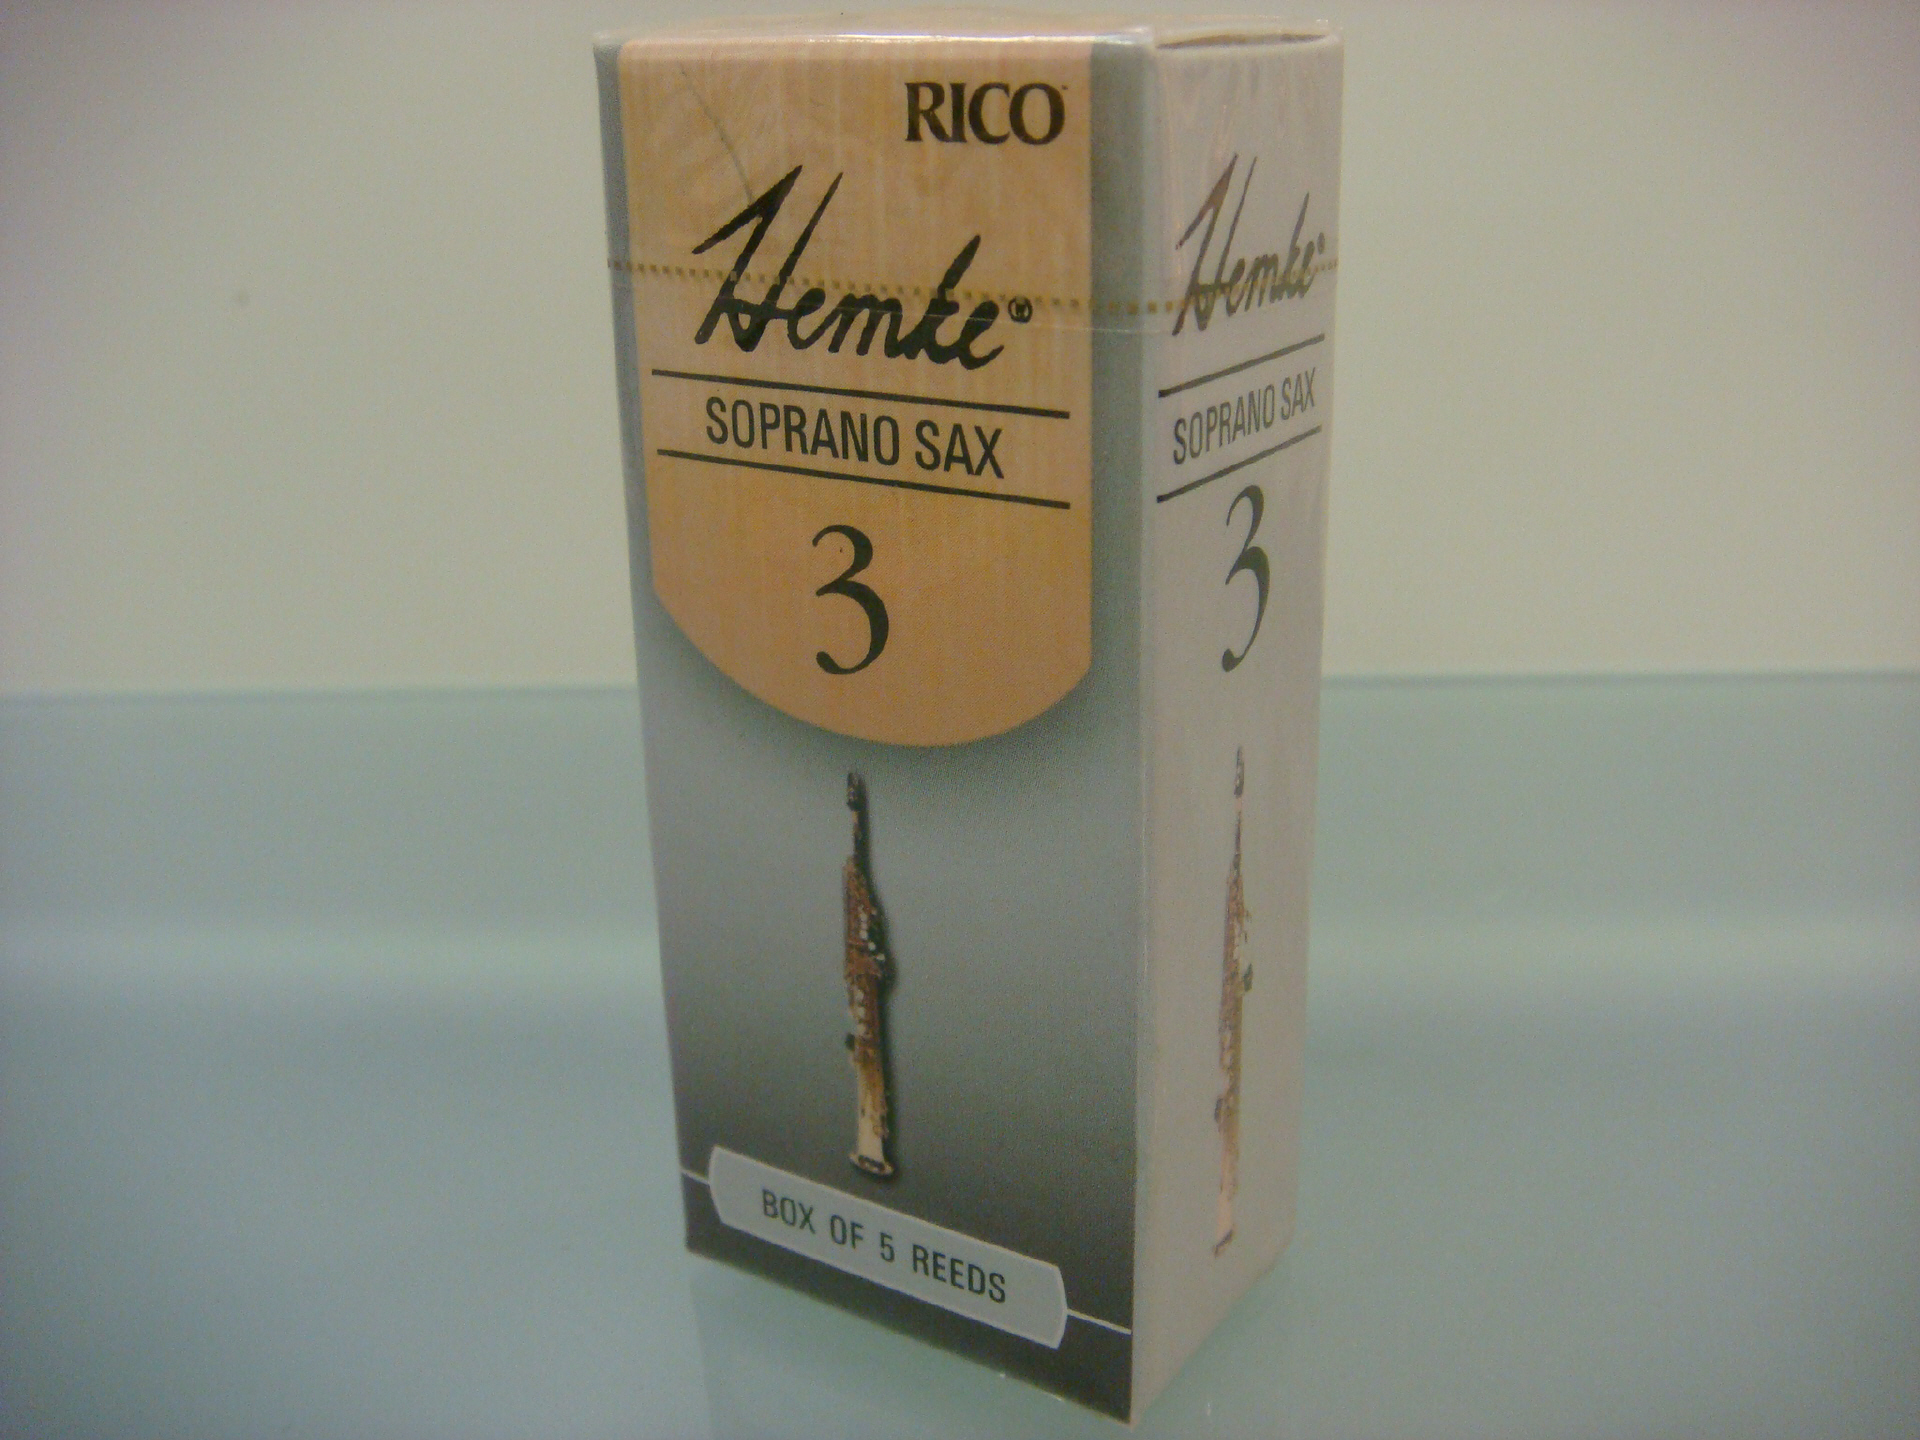 RICO
Hemke®
SOPRANO SAX
3
BOX OF 5 REEDS
Hemke®
SOPRANO SAX
3